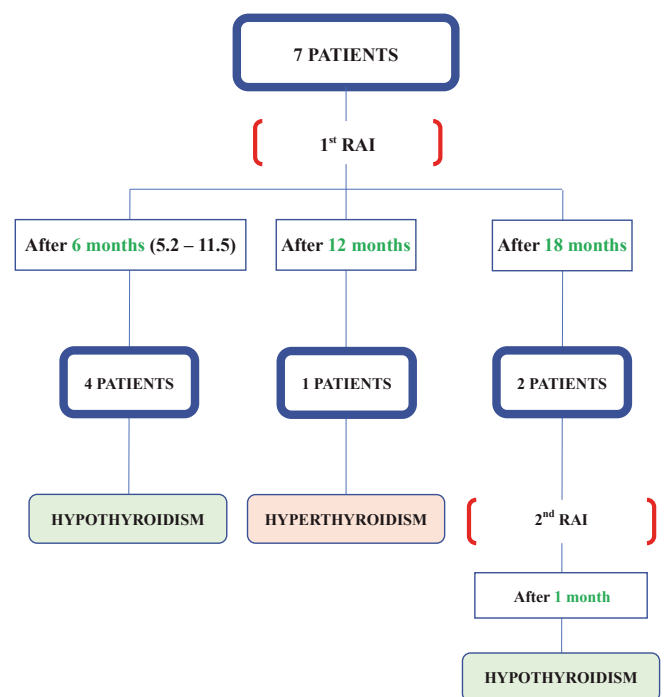 7 PATIENTS
1st RAI
After 6 months (5.2 – 11.5)
After 12 months
After 18 months
4 PATIENTS
1 PATIENTS
2 PATIENTS
HYPOTHYROIDISM
HYPERTHYROIDISM
2nd RAI
After 1 month
HYPOTHYROIDISM